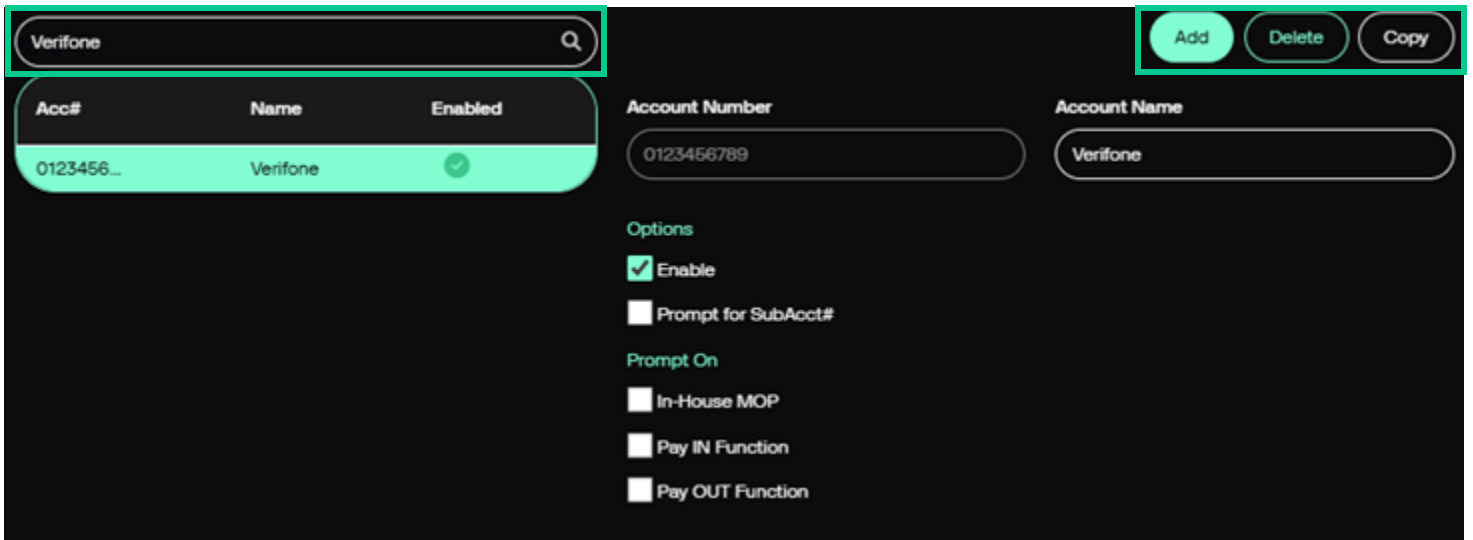 Verifone
Add Delete Copy
Acc# Name Enabled
0123456... Verifone
Account Number Account Name
0123456789 Verifone
Options
Enable
Prompt for SubAcct#
Prompt On
In-House MOP
Pay IN Function
Pay OUT Function